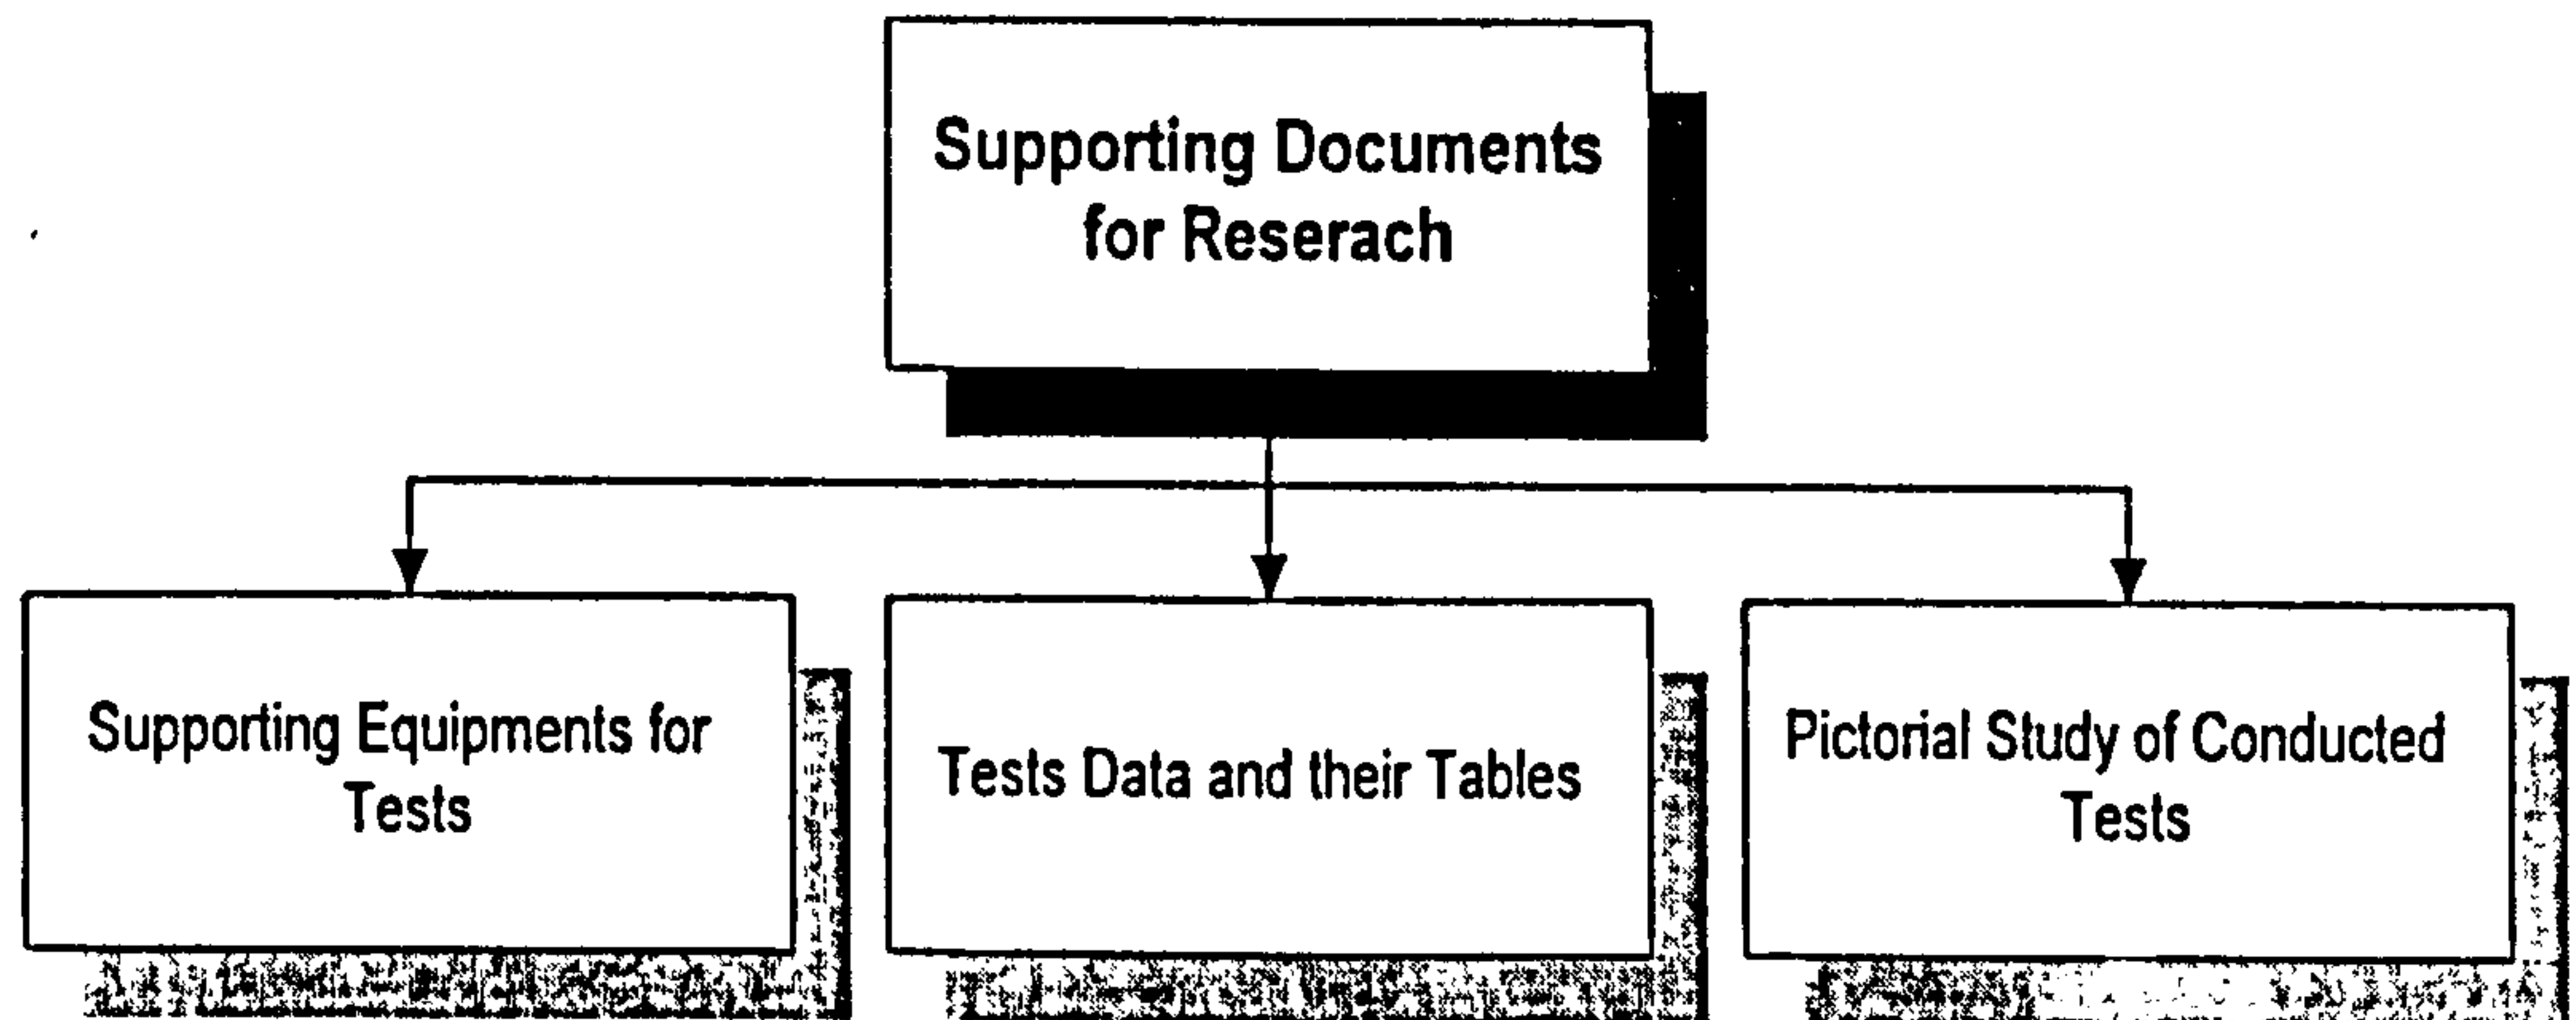 Supporting Documents
for Reserach
Supporting Equipments for
Tests
Tests Data and their Tables
Pictorial Study of Conducted
Tests